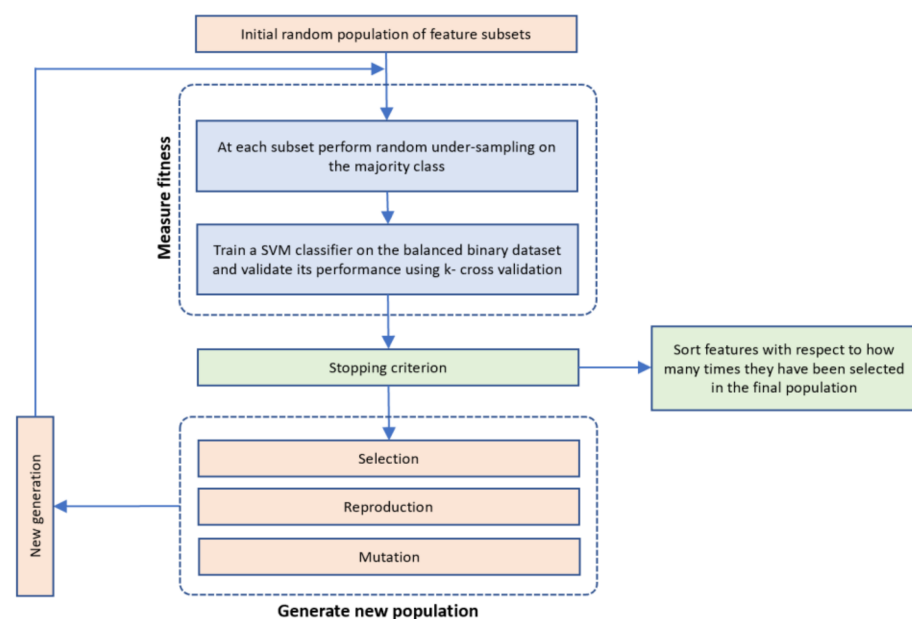 Initial random population of feature subsets
Measure fitness
At each subset perform random under-sampling on
the majority class
Train a SVM classifier on the balanced binary dataset
and validate its performance using k- cross validation
Stopping criterion
Sort features with respect to how
many times they have been selected
in the final population
New generation
Selection
Reproduction
Mutation
Generate new population